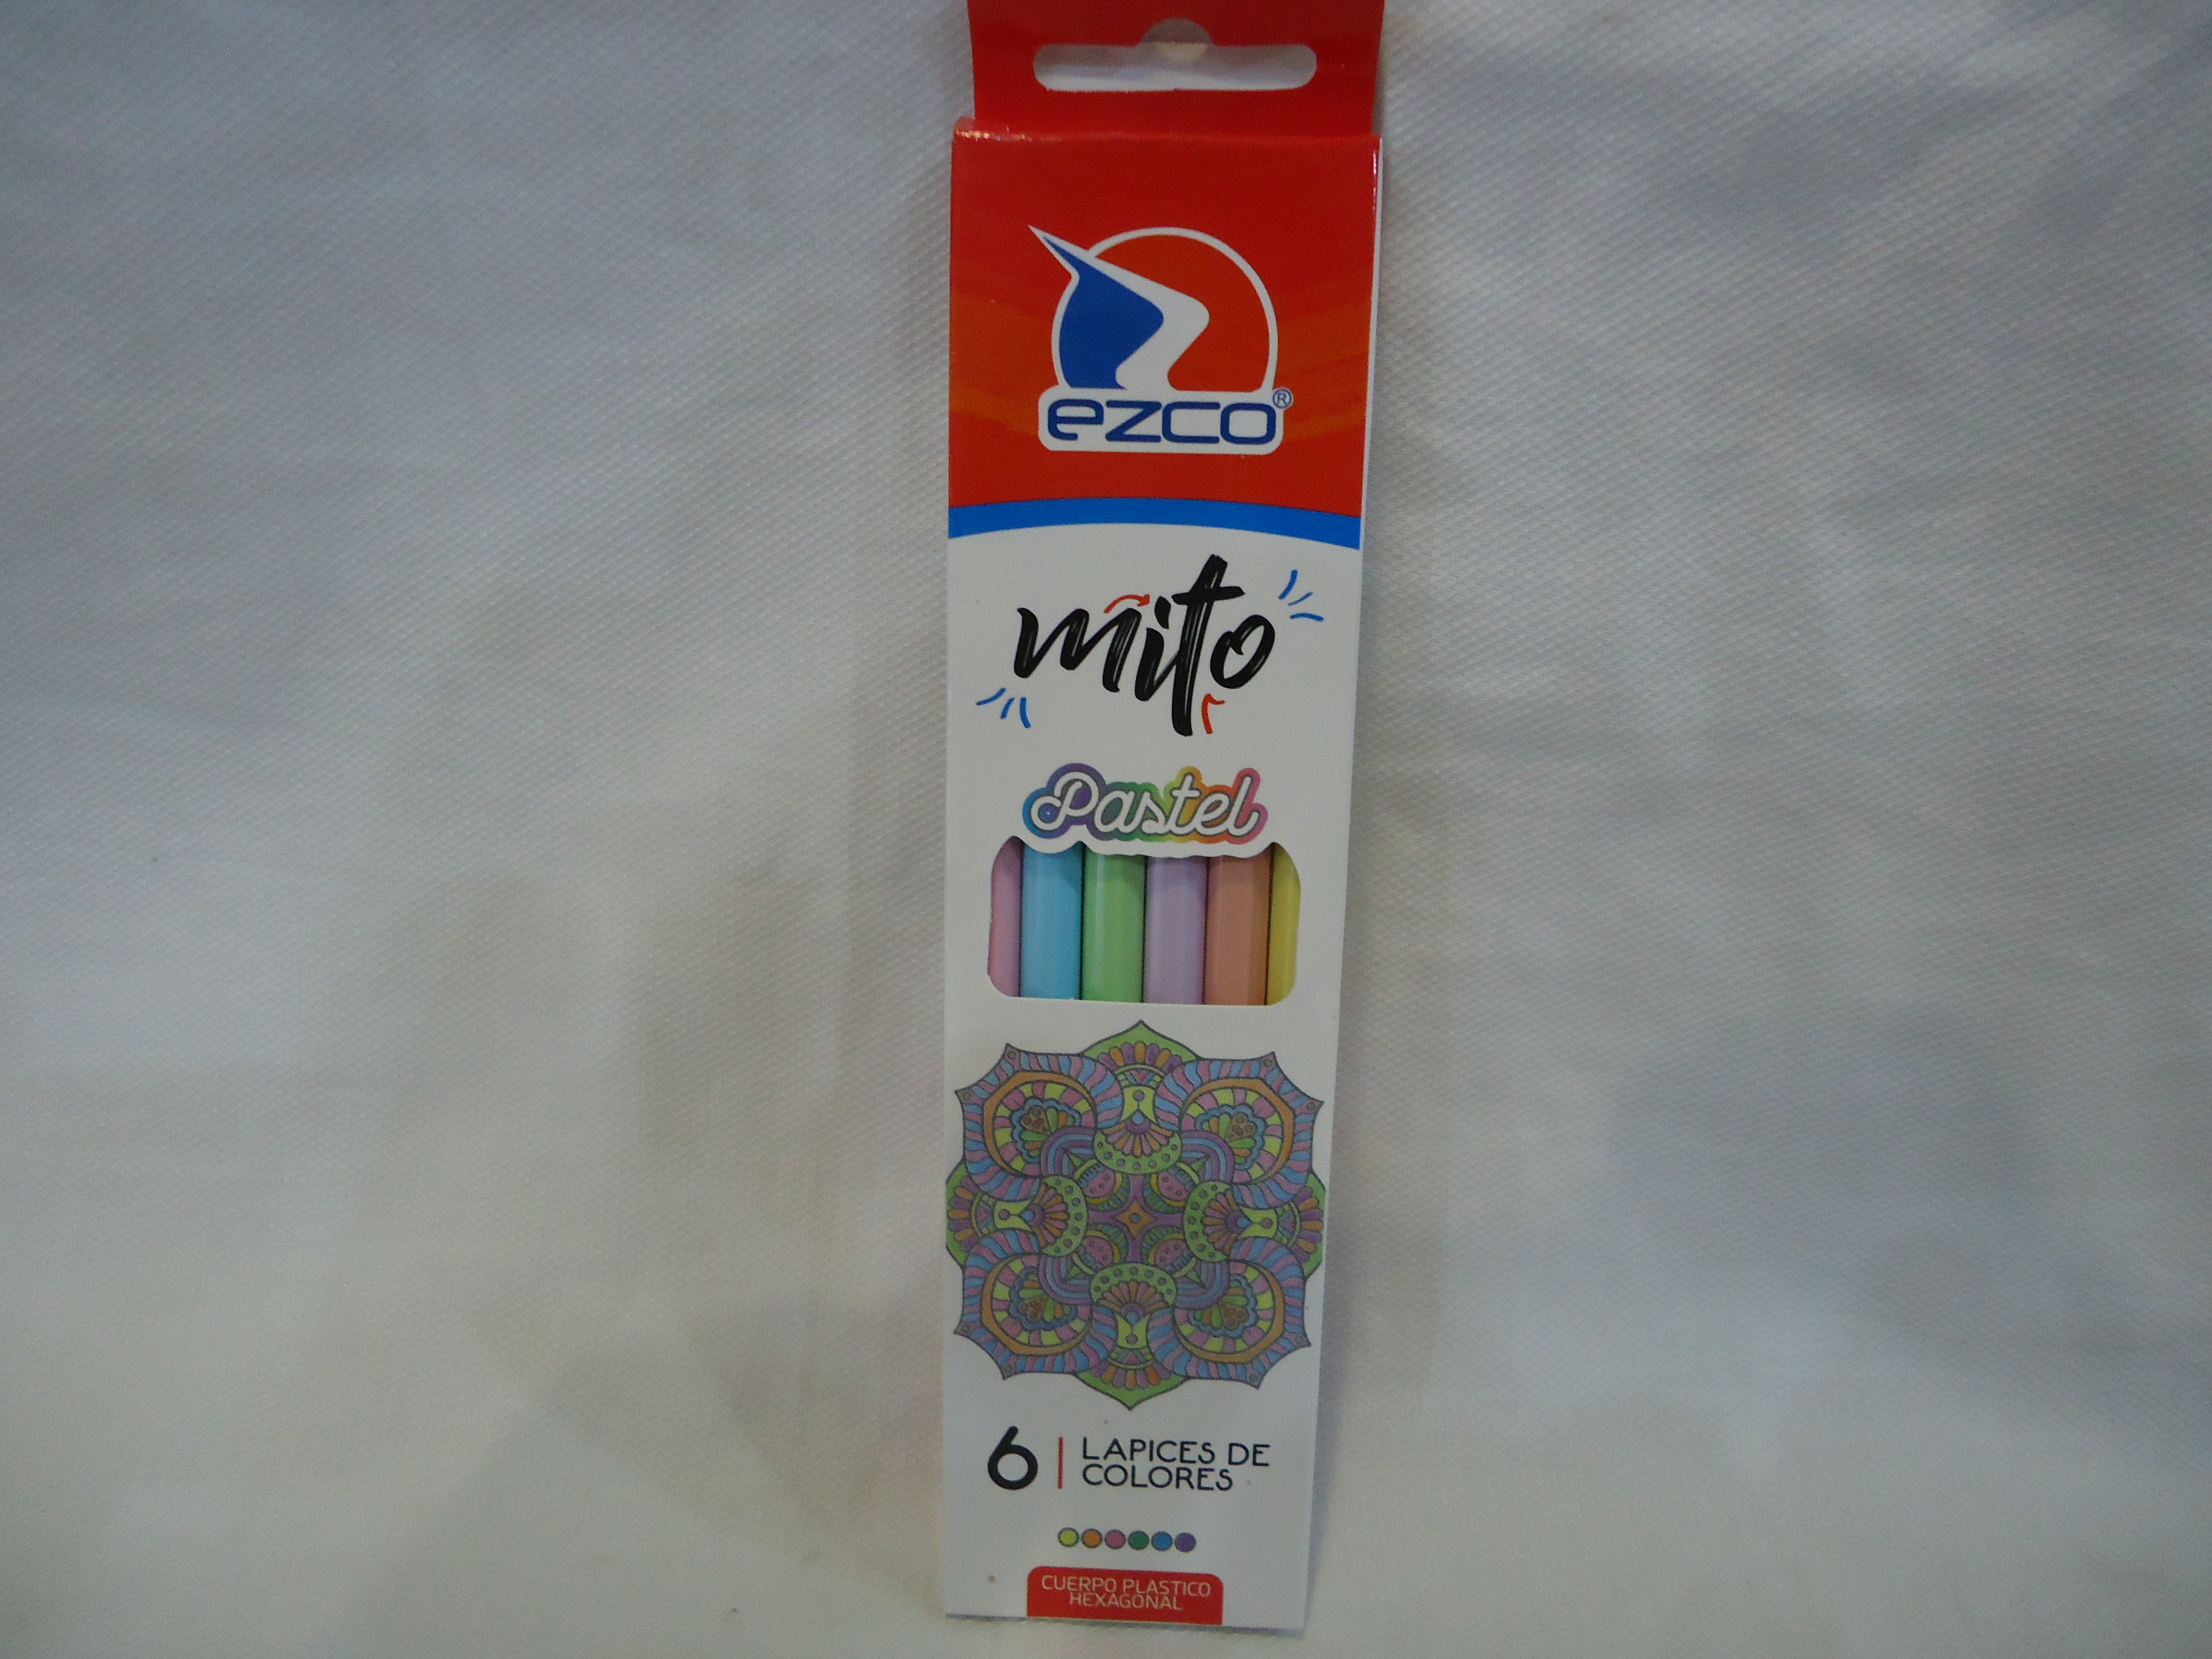 ezco®
mito
Pastel
6 LAPICES DE
COLORES
CUERPO PLASTICO
HEXAGONAL